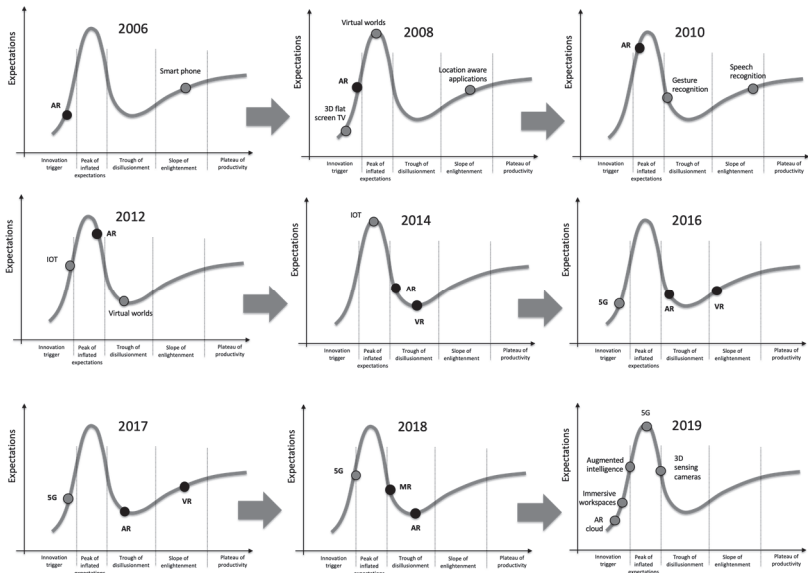 2006
Expectations
AR
Smart phone
Innovation
trigger
Peak of
inflated
expectations
Trough of
disillusionment
Slope of
enlightenment
Plateau of
productivity
2008
Expectations
Virtual worlds
AR
3D flat
screen TV
Location aware
applications
Innovation
trigger
Peak of
inflated
expectations
Trough of
disillusionment
Slope of
enlightenment
Plateau of
productivity
2010
Expectations
AR
Gesture
recognition
Speech
recognition
Innovation
trigger
Peak of
inflated
expectations
Trough of
disillusionment
Slope of
enlightenment
Plateau of
productivity
2012
Expectations
AR
IOT
Virtual worlds
Innovation
trigger
Peak of
inflated
expectations
Trough of
disillusionment
Slope of
enlightenment
Plateau of
productivity
2014
Expectations
IOT
AR
VR
Innovation
trigger
Peak of
inflated
expectations
Trough of
disillusionment
Slope of
enlightenment
Plateau of
productivity
2016
Expectations
5G
AR
VR
Innovation
trigger
Peak of
inflated
expectations
Trough of
disillusionment
Slope of
enlightenment
Plateau of
productivity
2017
Expectations
5G
AR
VR
Innovation
trigger
Peak of
inflated
expectations
Trough of
disillusionment
Slope of
enlightenment
Plateau of
productivity
2018
Expectations
5G
MR
AR
Innovation
trigger
Peak of
inflated
expectations
Trough of
disillusionment
Slope of
enlightenment
Plateau of
productivity
2019
Expectations
5G
Augmented
intelligence
3D
sensing
cameras
Immersive
workspaces
AR
cloud
Innovation
trigger
Peak of
inflated
expectations
Trough of
disillusionment
Slope of
enlightenment
Plateau of
productivity